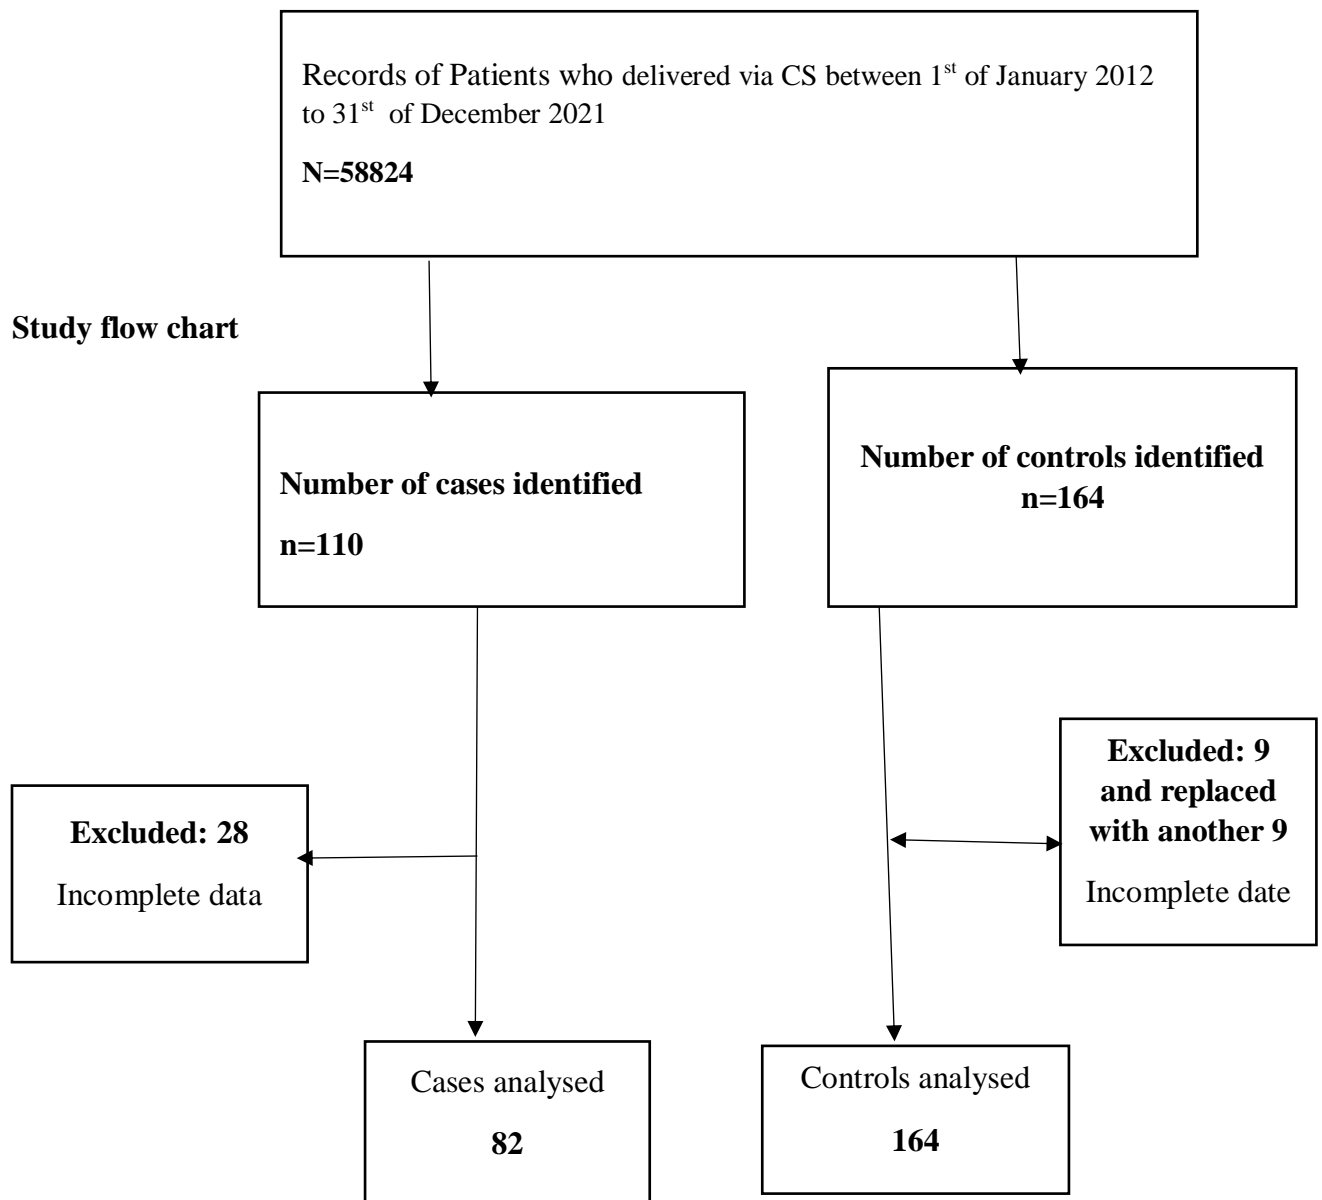 Records of Patients who delivered via CS between 1st of January 2012
to 31st of December 2021
N=58824
Study flow chart
Number of cases identified
n=110
Number of controls identified
n=164
Excluded: 28
Incomplete data
Excluded: 9
and replaced
with another 9
Incomplete date
Cases analysed
82
Controls analysed
164